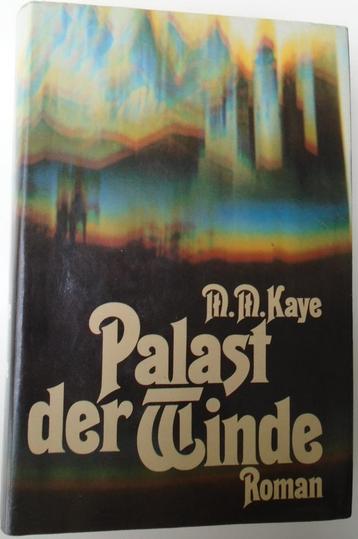 M. M. Kaye
Palast
der Winde
Roman